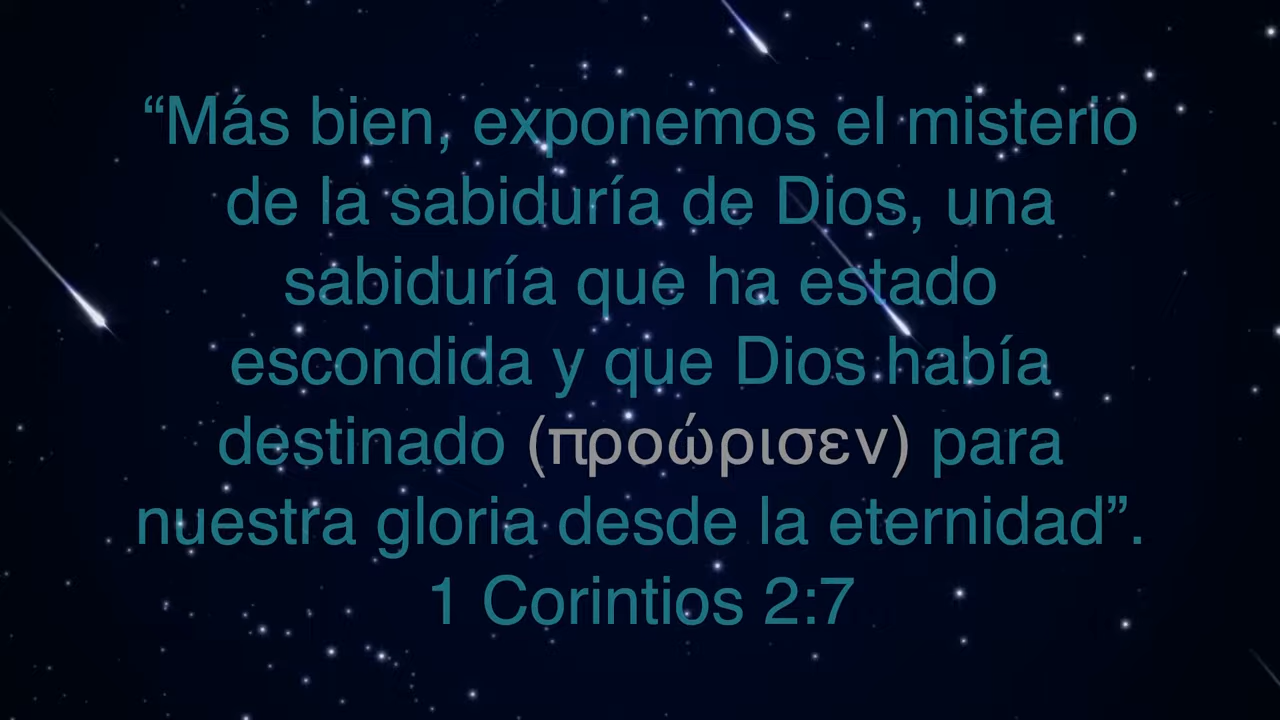 “Más bien, exponemos el misterio
de la sabiduría de Dios, una
sabiduría que ha estado
escondida y que Dios había
destinado (προώρισεν) para
nuestra gloria desde la eternidad”.
1 Corintios 2:7